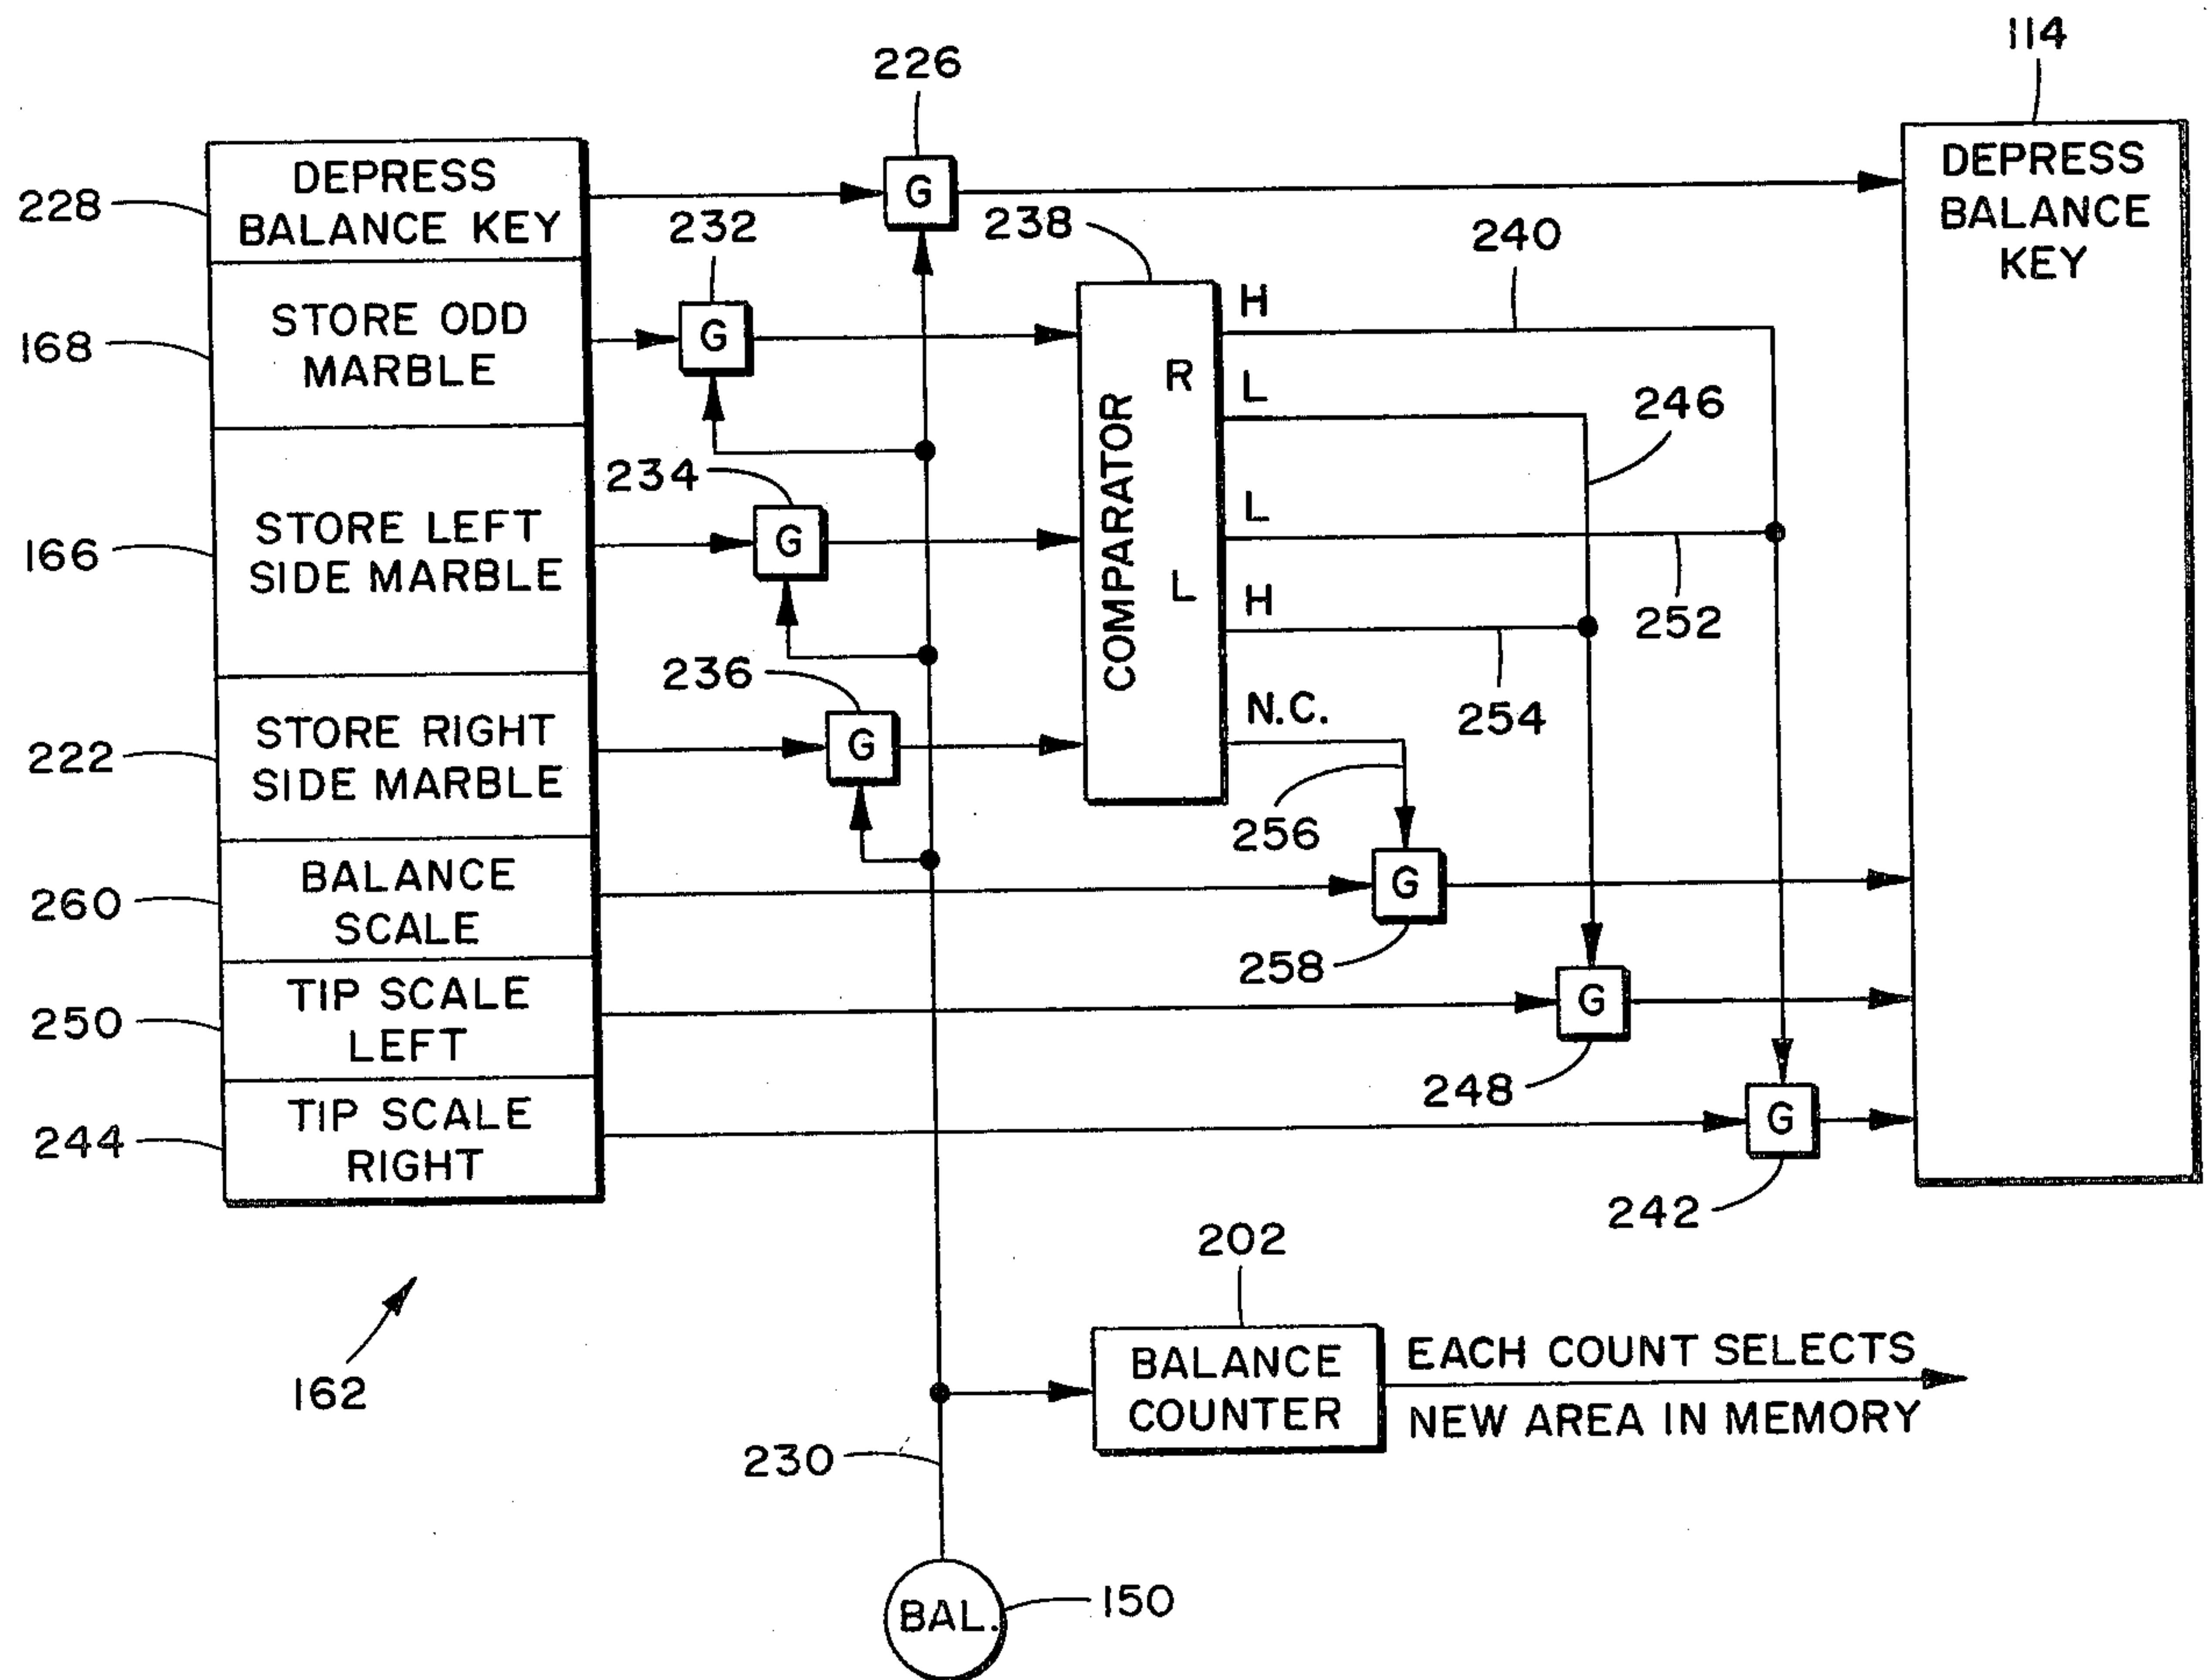 114
226
DEPRESS
BALANCE KEY
228
G
DEPRESS
BALANCE
KEY
232
238
240
STORE ODD
MARBLE
168
G
H
R
L
246
234
COMPARATOR
STORE LEFT
SIDE MARBLE
166
G
L
L
H
252
236
N.C.
254
STORE RIGHT
SIDE MARBLE
222
G
256
BALANCE
SCALE
260
G
258
TIP SCALE
LEFT
250
G
248
TIP SCALE
RIGHT
244
G
242
202
162
BALANCE
COUNTER
EACH COUNT SELECTS
NEW AREA IN MEMORY
230
BAL.
150